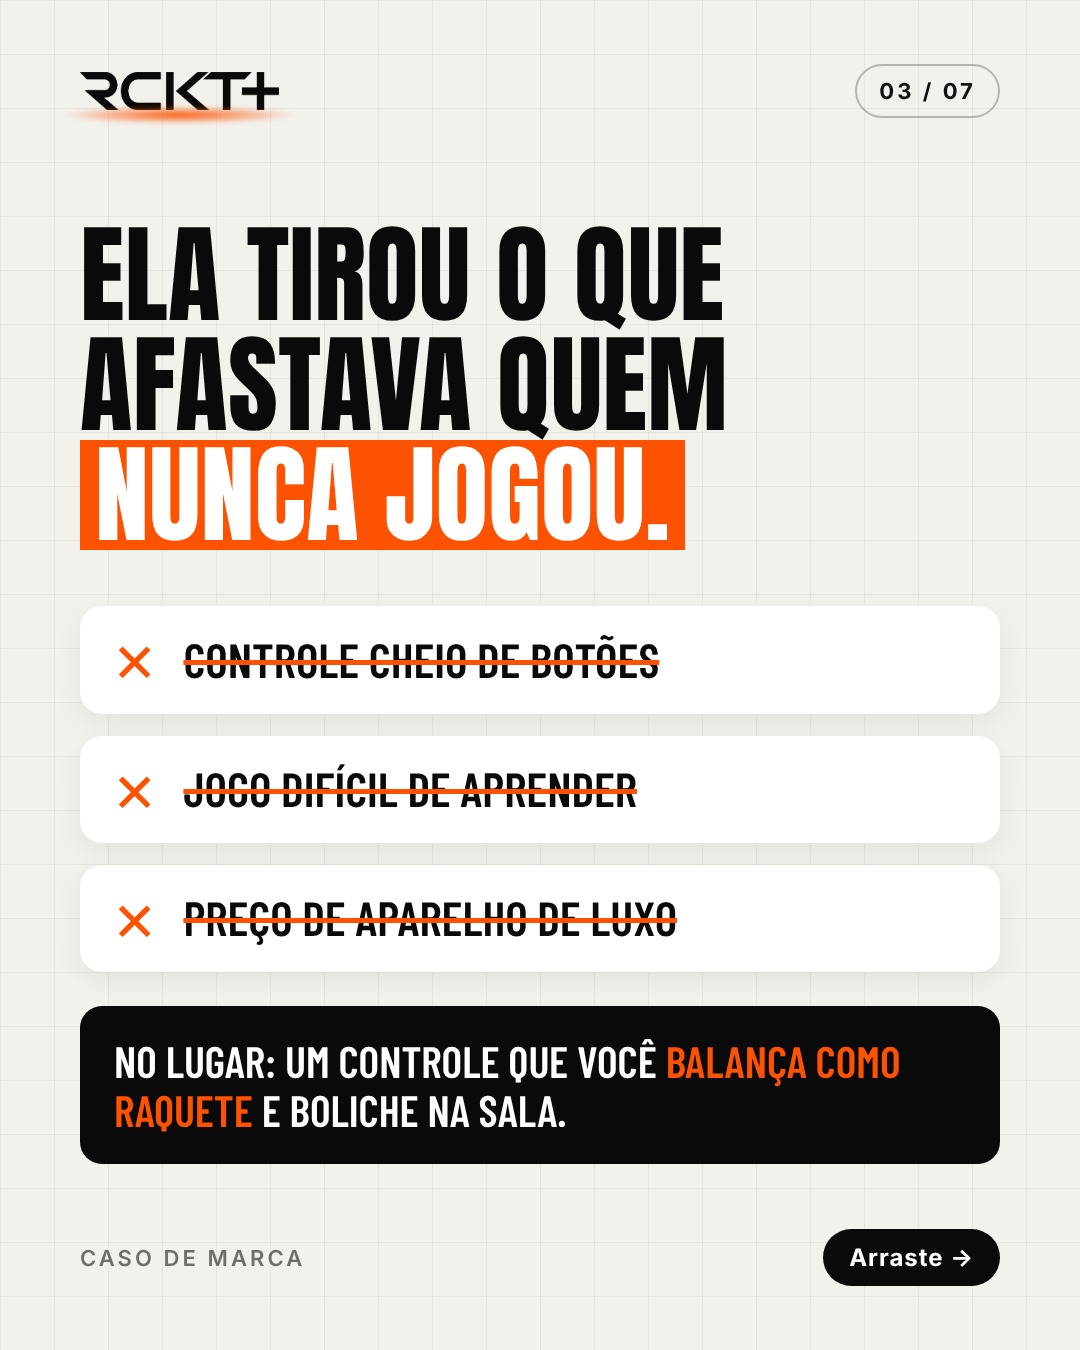 RCKT+
03 / 07
ELA TIROU O QUE
AFASTAVA QUEM
NUNCA JOGOU.
CONTROLE CHEIO DE BOTÕES
JOGO DIFÍCIL DE APRENDER
PREÇO DE APARELHO DE LUXO
NO LUGAR: UM CONTROLE QUE VOCÊ BALANÇA COMO
RAQUETE E BOLICHE NA SALA.
CASO DE MARCA
Arraste →